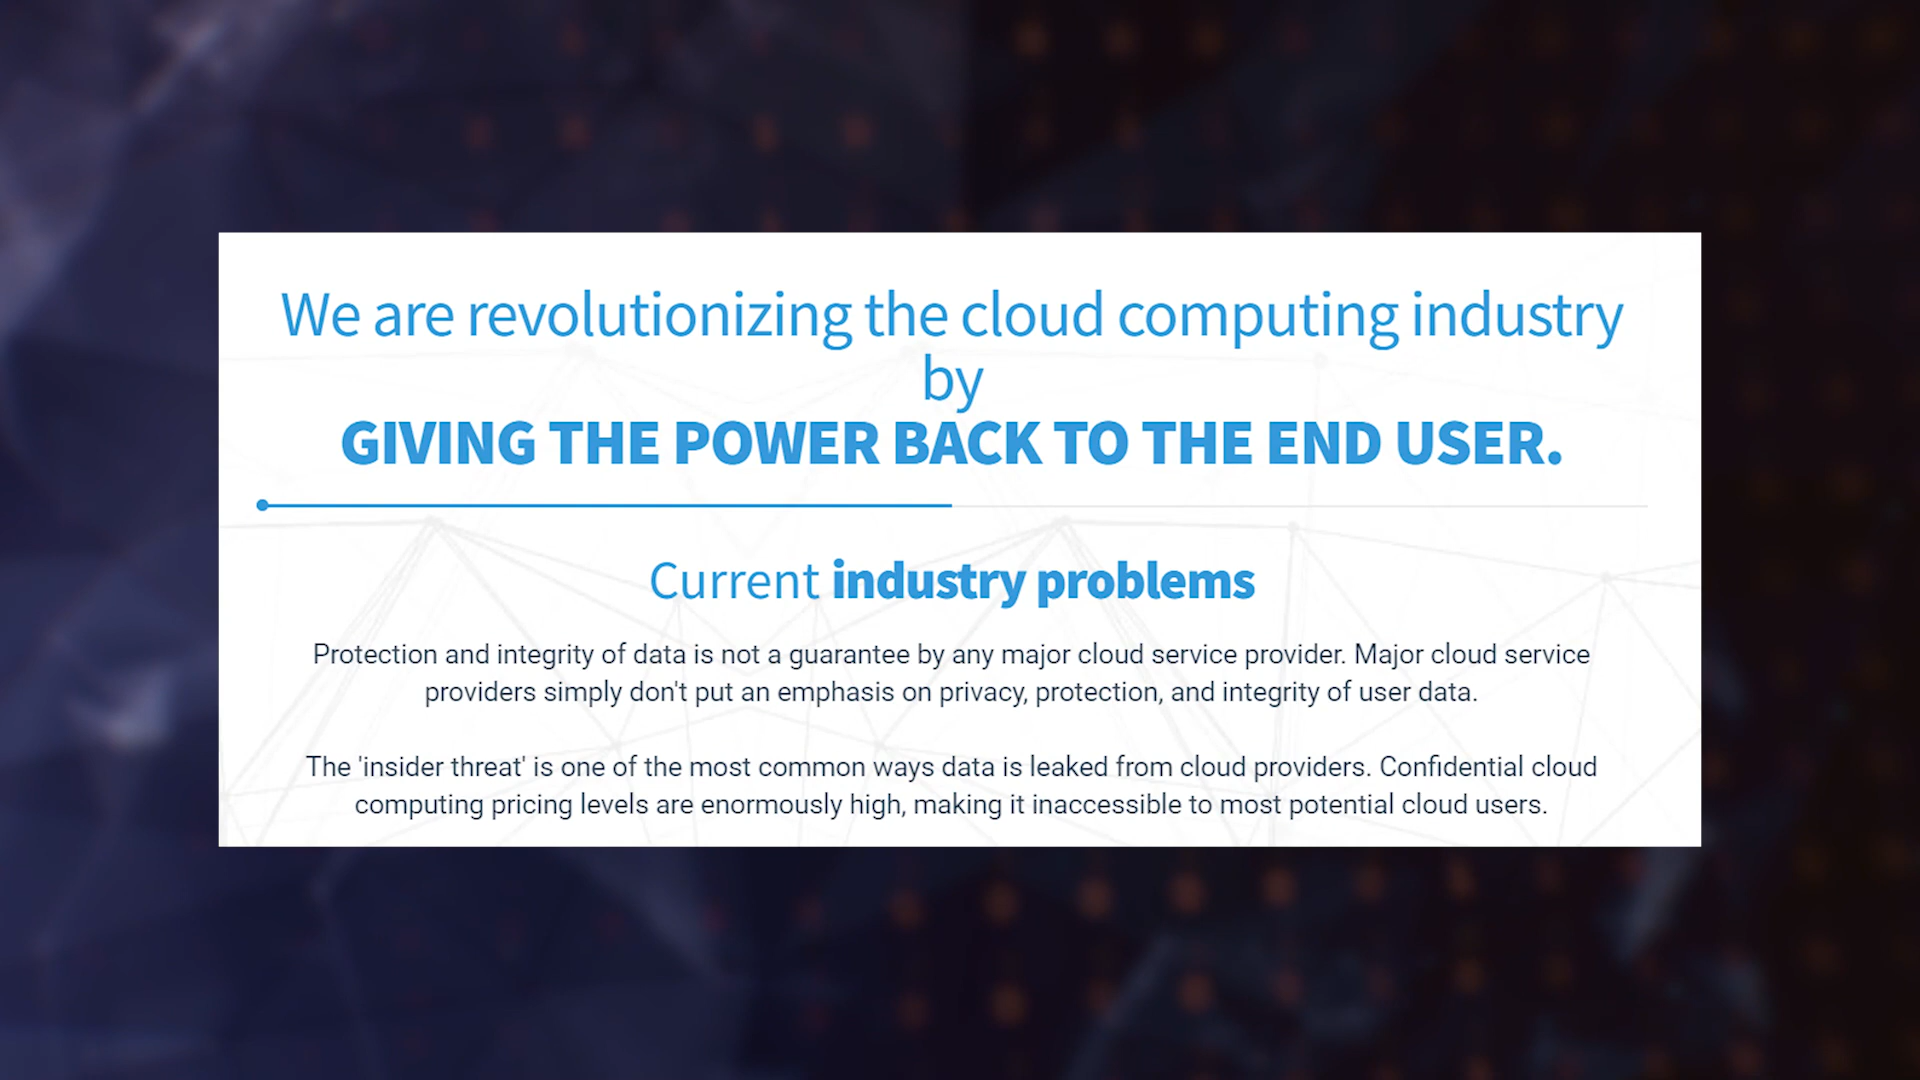 We are revolutionizing the cloud computing industry
by
GIVING THE POWER BACK TO THE END USER.
Current industry problems
Protection and integrity of data is not a guarantee by any major cloud service provider. Major cloud service
providers simply don't put an emphasis on privacy, protection, and integrity of user data.
The 'insider threat' is one of the most common ways data is leaked from cloud providers. Confidential cloud
computing pricing levels are enormously high, making it inaccessible to most potential cloud users.